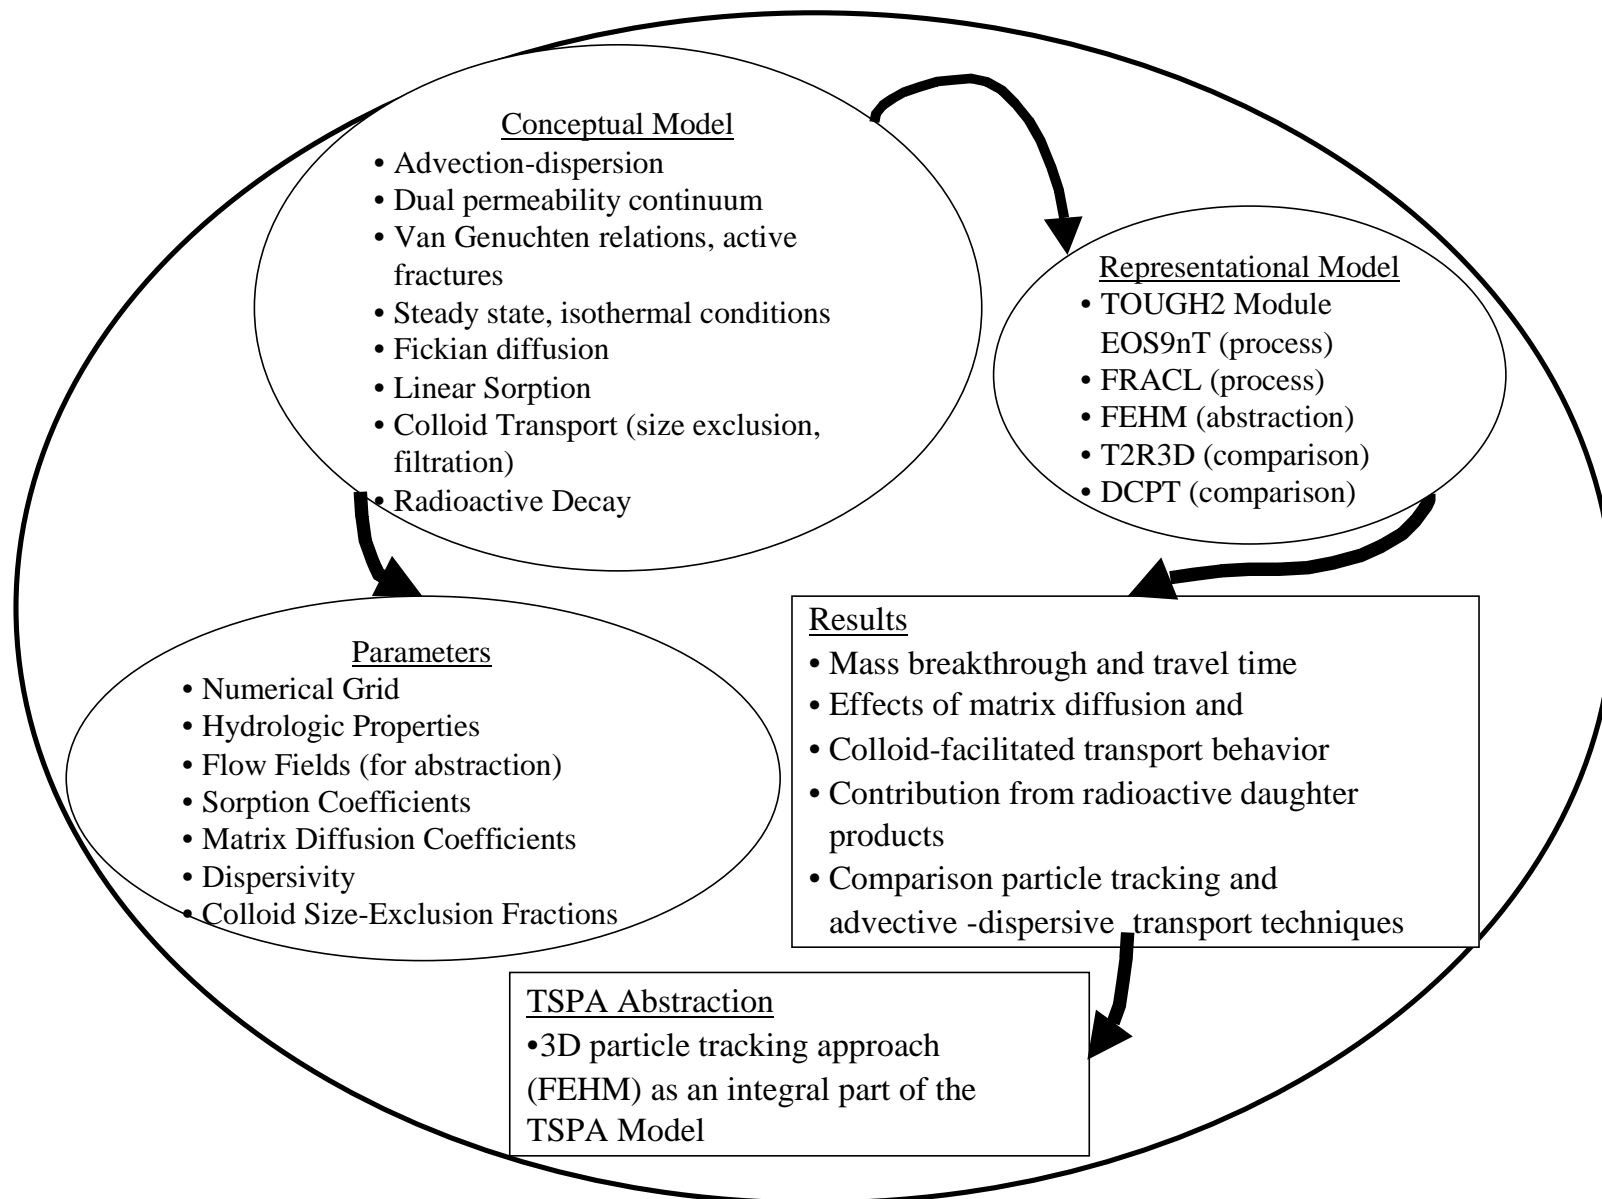 Conceptual Model
• Advection-dispersion
• Dual permeability continuum
• Van Genuchten relations, active
fractures
• Steady state, isothermal conditions
• Fickian diffusion
• Linear Sorption
• Colloid Transport (size exclusion,
filtration)
• Radioactive Decay
Representational Model
• TOUGH2 Module
EOS9nT (process)
• FRACL (process)
• FEHM (abstraction)
• T2R3D (comparison)
• DCPT (comparison)
Parameters
• Numerical Grid
• Hydrologic Properties
• Flow Fields (for abstraction)
• Sorption Coefficients
• Matrix Diffusion Coefficients
• Dispersivity
• Colloid Size-Exclusion Fractions
Results
• Mass breakthrough and travel time
• Effects of matrix diffusion and
• Colloid-facilitated transport behavior
• Contribution from radioactive daughter
products
• Comparison particle tracking and
advective -dispersive transport techniques
TSPA Abstraction
•3D particle tracking approach
(FEHM) as an integral part of the
TSPA Model